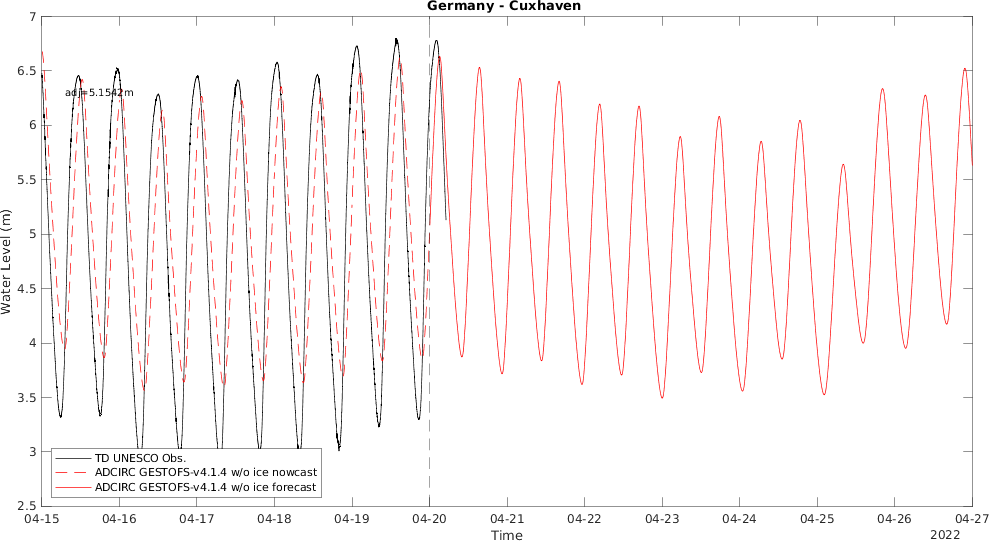 Germany - Cuxhaven
7
6.5
6
5.5
5
4.5
4
3.5
3
2.5
Water Level (m)
adj=5.1542m
TD UNESCO Obs.
ADCIRC GESTOFS-v4.1.4 w/o ice nowcast
ADCIRC GESTOFS-v4.1.4 w/o ice forecast
04-15 04-16 04-17 04-18 04-19 04-20 04-21 04-22 04-23 04-24 04-25 04-26 04-27
Time
2022